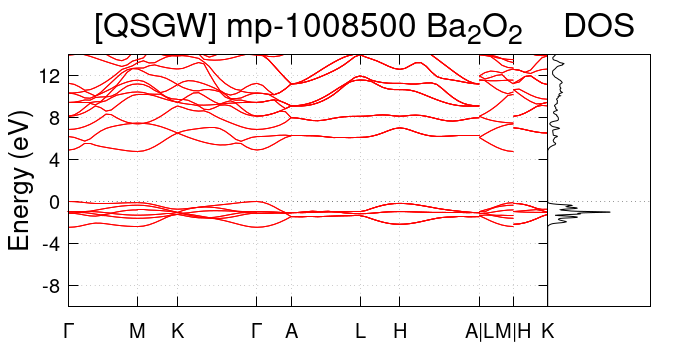 [QSGW] mp-1008500 Ba₂O₂ DOS
Energy (eV)
12
8
4
0
-4
-8
Γ M K Γ A L H A|LM|H K